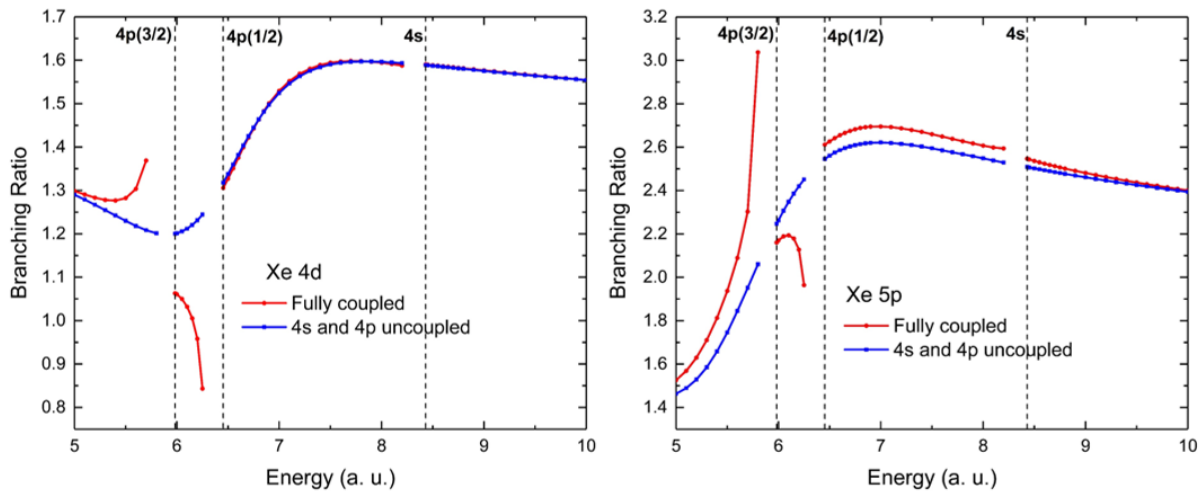 4p(3/2)
4p(1/2)
4s
1.6
1.5
1.4
1.3
1.2
1.1
1.0
0.9
0.8
Branching Ratio
Xe 4d
Fully coupled
4s and 4p uncoupled
5 6 7 8 9 10
Energy (a. u.)
4p(3/2)
4p(1/2)
4s
3.2
3.0
2.8
2.6
2.4
2.2
2.0
1.8
1.6
1.4
Branching Ratio
Xe 5p
Fully coupled
4s and 4p uncoupled
5 6 7 8 9 10
Energy (a. u.)